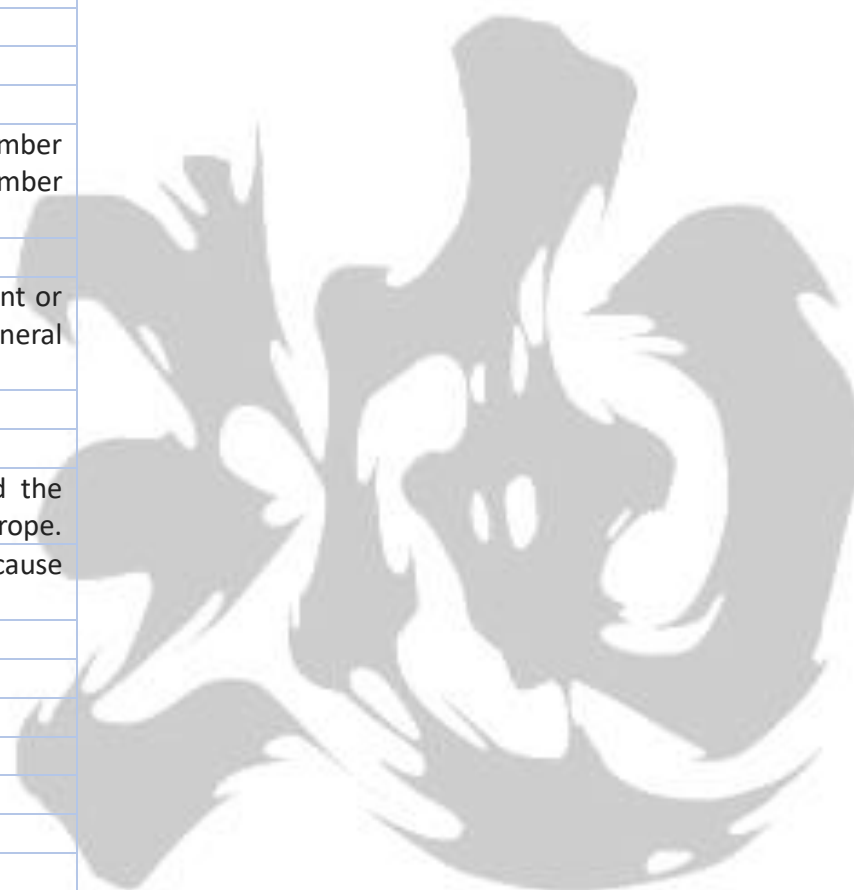 mber
mber
nt or
neral
d the
rope.
cause